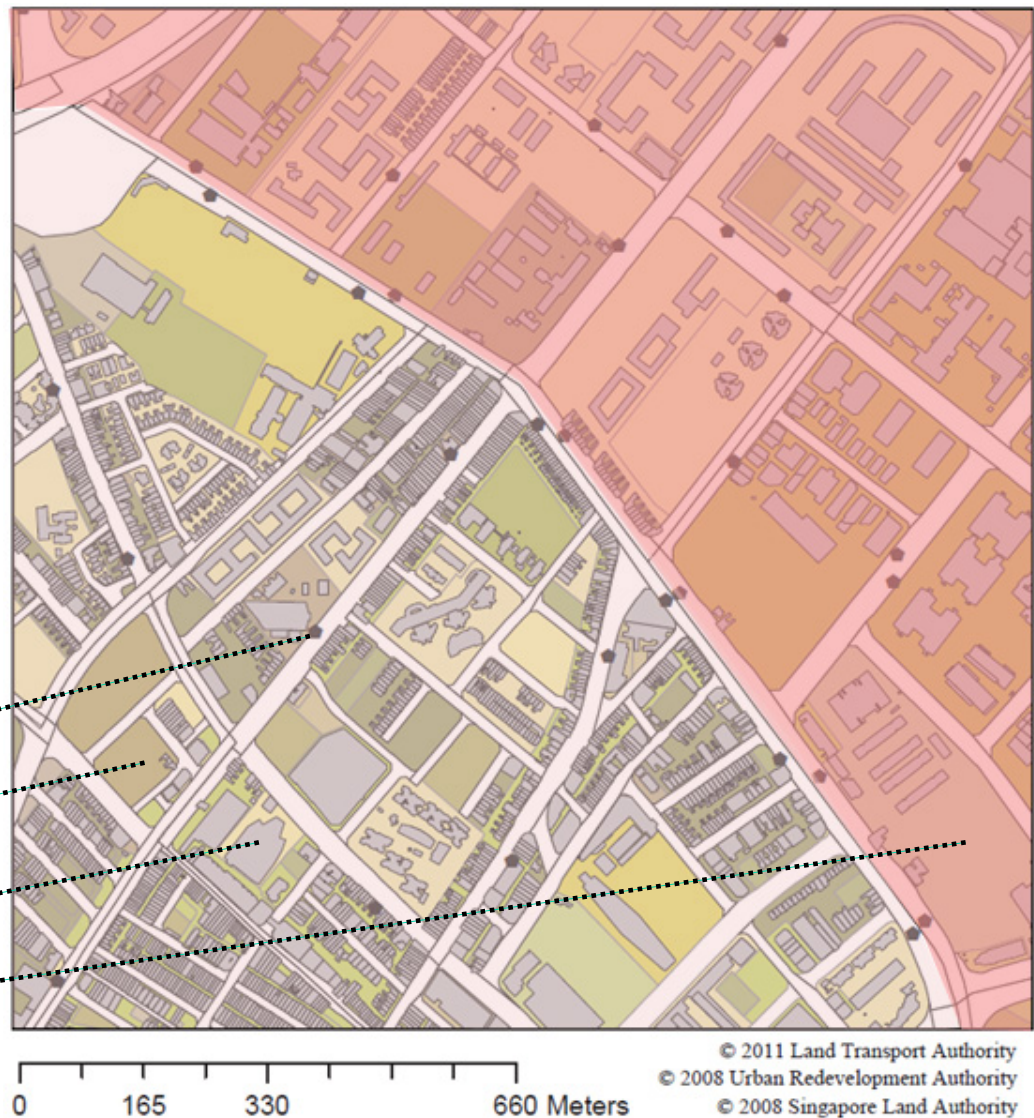 0 165 330 660 Meters
© 2011 Land Transport Authority
© 2008 Urban Redevelopment Authority
© 2008 Singapore Land Authority